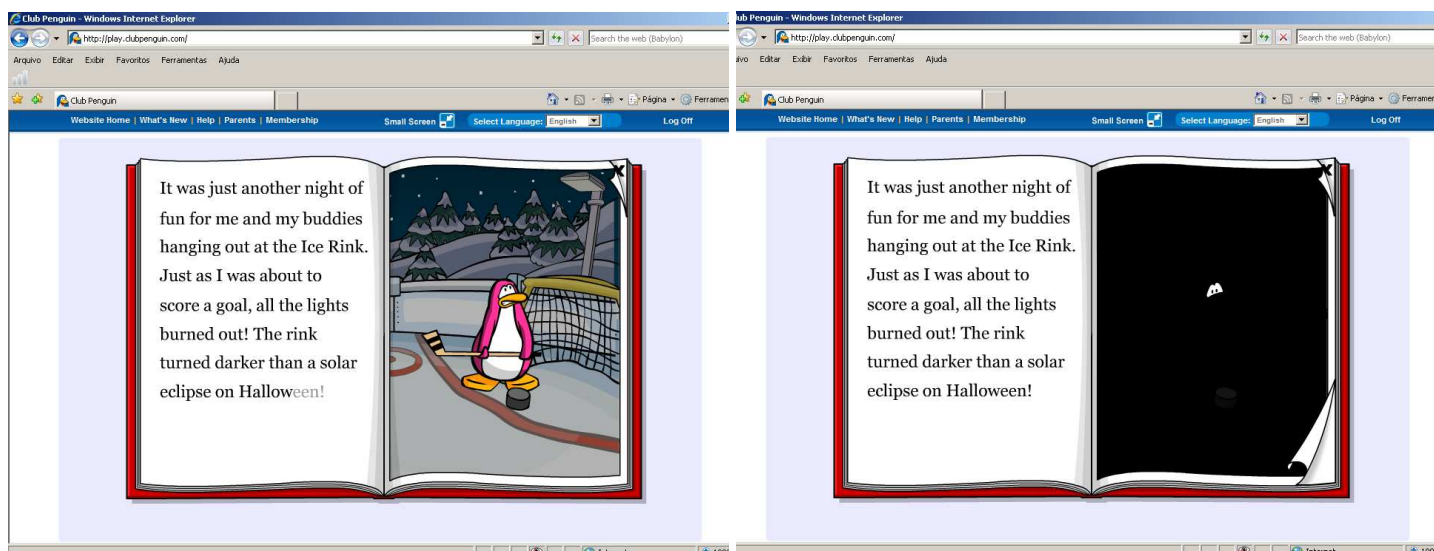 Club Penguin - Windows Internet Explorer
http://play.clubpenguin.com/
Search the web (Babylon)
Arquivo Editar Exibir Favoritos Ferramentas Ajuda
Club Penguin
Página
Ferramen
Website Home | What's New | Help | Parents | Membership
Small Screen
Select Language: English
Log Off
It was just another night of
fun for me and my buddies
hanging out at the Ice Rink.
Just as I was about to
score a goal, all the lights
burned out! The rink
turned darker than a solar
eclipse on Halloween!
lub Penguin - Windows Internet Explorer
http://play.clubpenguin.com/
Search the web (Babylon)
ivo Editar Exibir Favoritos Ferramentas Ajuda
Club Penguin
Página
Ferramer
Website Home | What's New | Help | Parents | Membership
Small Screen
Select Language: English
Log Off
It was just another night of
fun for me and my buddies
hanging out at the Ice Rink.
Just as I was about to
score a goal, all the lights
burned out! The rink
turned darker than a solar
eclipse on Halloween!